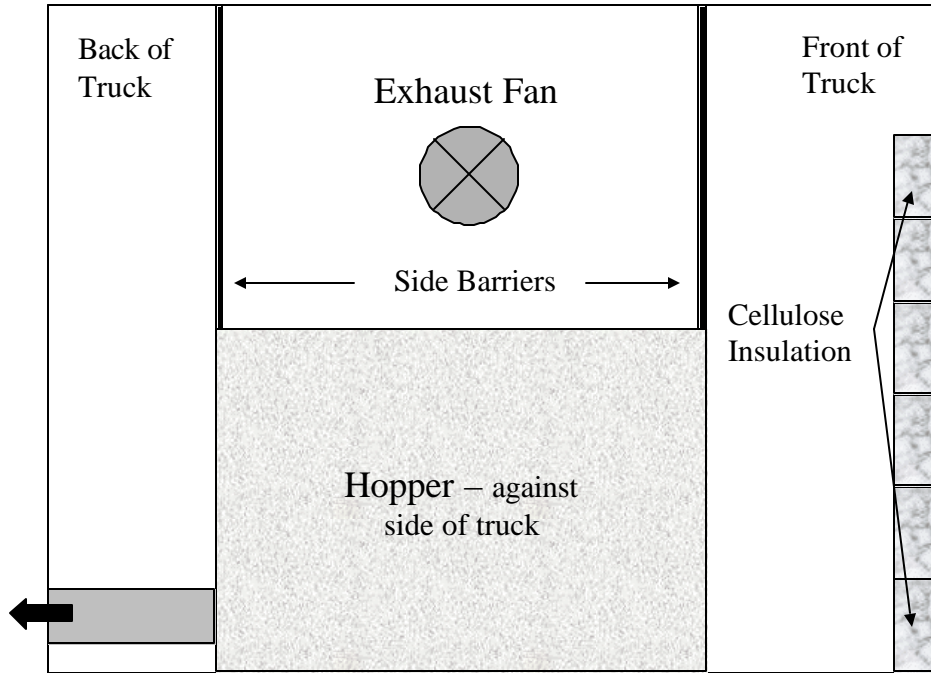 Back of
Truck
Front of
Truck
Exhaust Fan
Side Barriers
Cellulose
Insulation
Hopper – against
side of truck